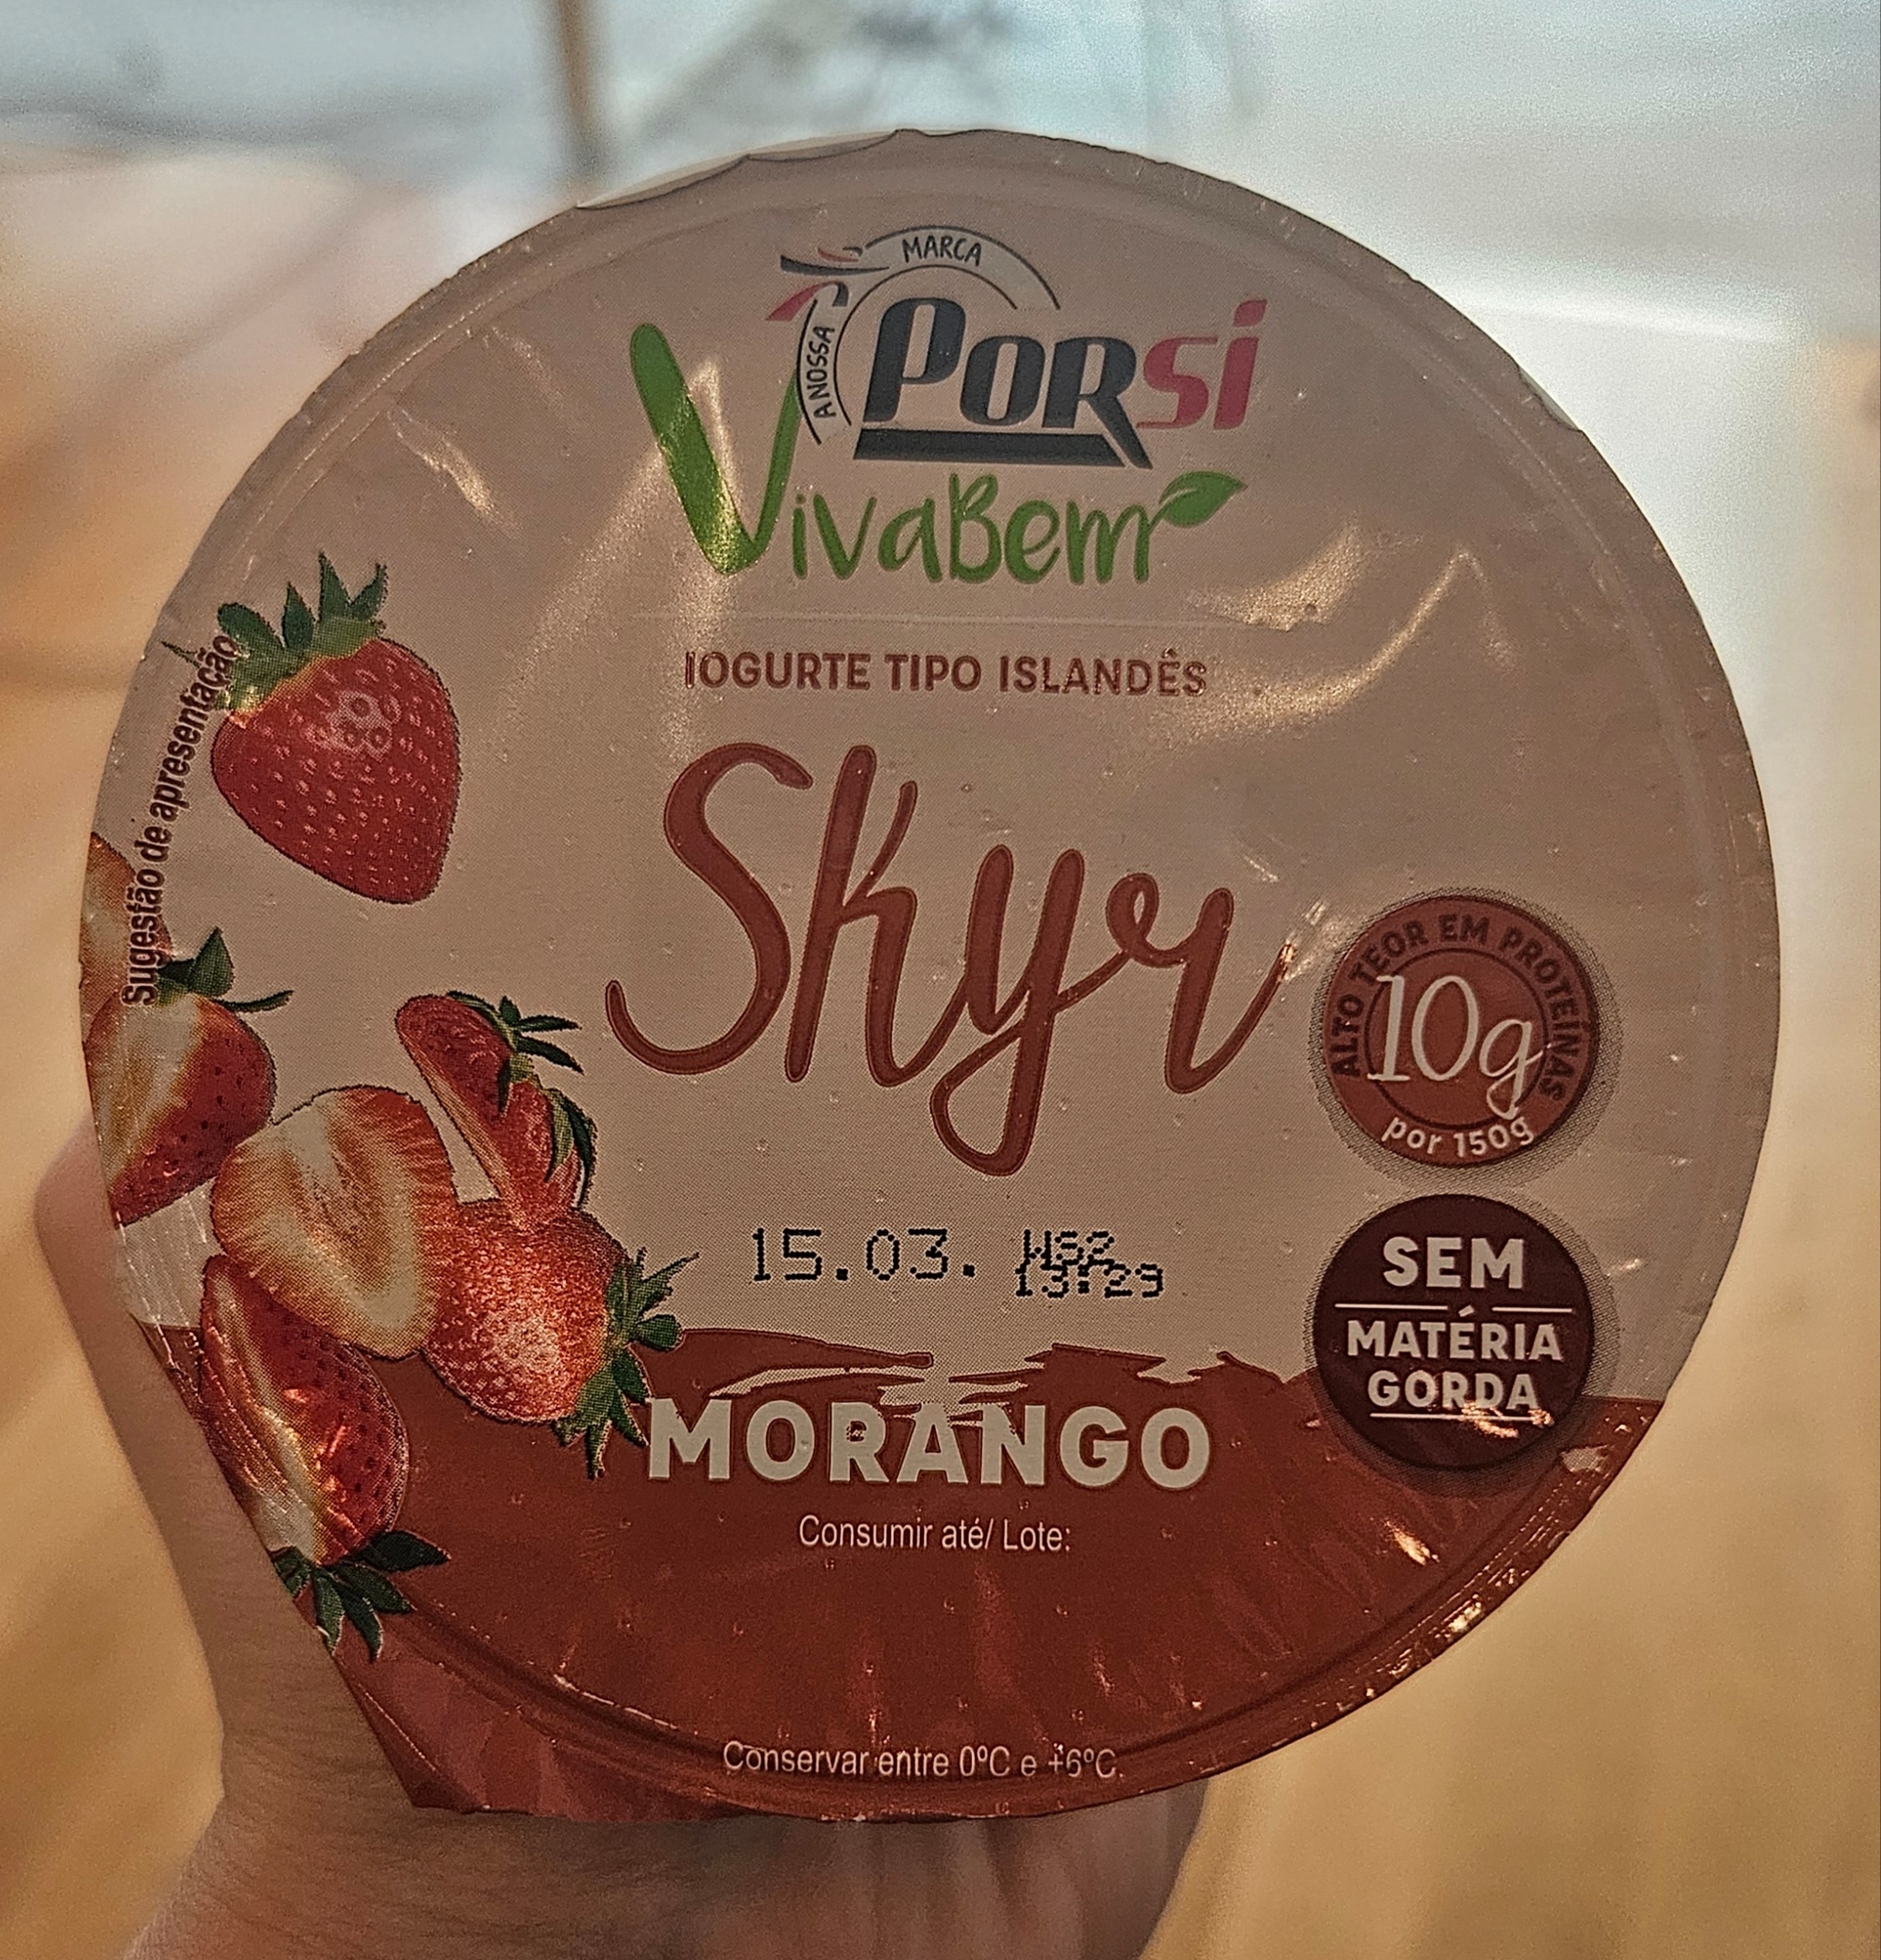 A NOSSA MARCA
PORSI
VivaBem
IOGURTE TIPO ISLANDÊS
Skyr
Sugestão de apresentação
ALTO TEOR EM PROTEÍNAS
10g
por 150g
15.03.
SEM
MATÉRIA
GORDA
MORANGO
Consumir até/ Lote:
Conservar entre 0ºC e +6ºC.